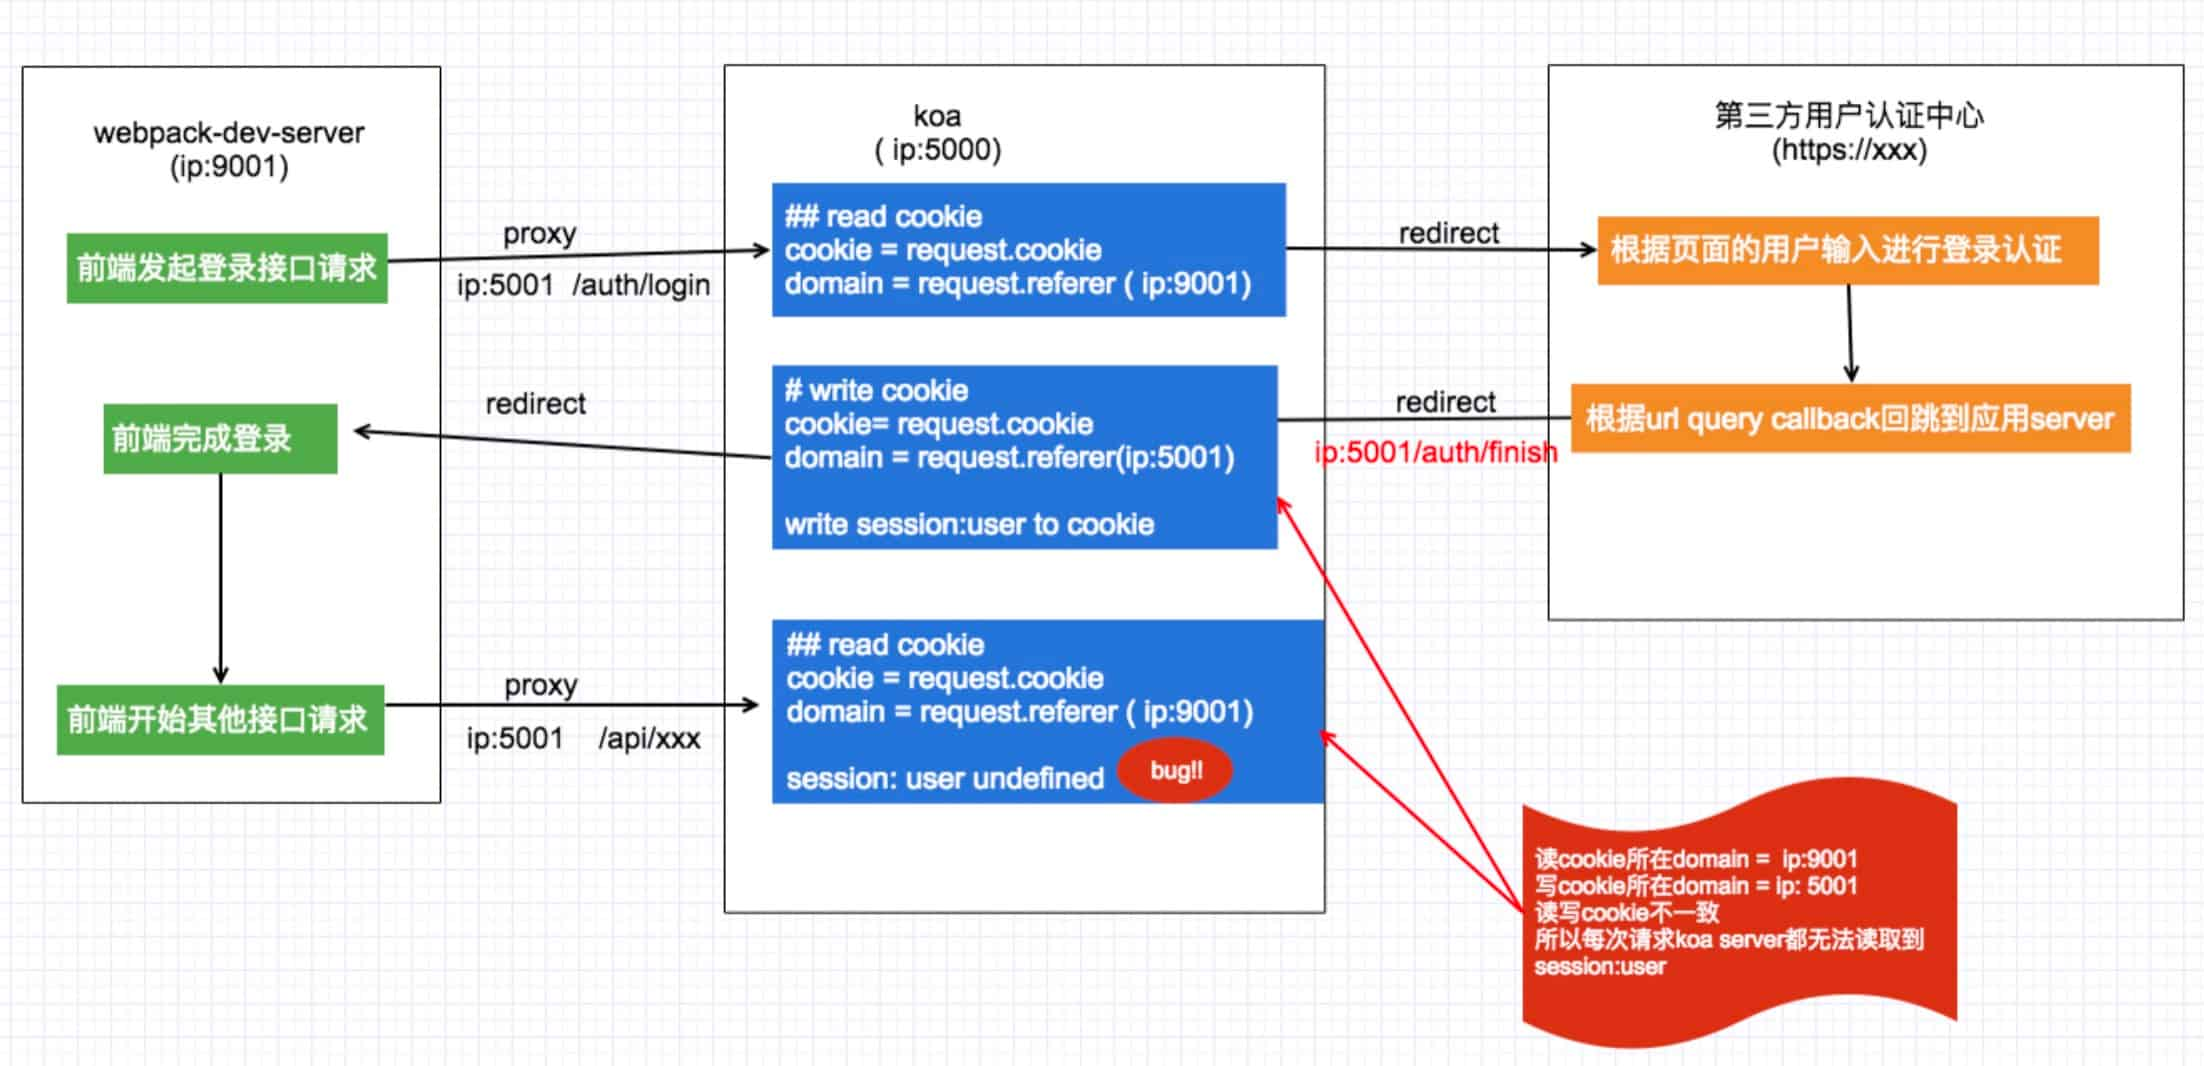 webpack-dev-server
(ip:9001)
前端发起登录接口请求
proxy
ip:5001 /auth/login
koa
( ip:5000)
## read cookie
cookie = request.cookie
domain = request.referer ( ip:9001)
redirect
第三方用户认证中心
(https://xxx)
根据页面的用户输入进行登录认证
根据url query callback回跳到应用server
redirect
ip:5001/auth/finish
# write cookie
cookie= request.cookie
domain = request.referer(ip:5001)
write session:user to cookie
redirect
前端完成登录
前端开始其他接口请求
proxy
ip:5001 /api/xxx
## read cookie
cookie = request.cookie
domain = request.referer ( ip:9001)
session: user undefined
bug!!
读cookie所在domain = ip:9001
写cookie所在domain = ip: 5001
读写cookie不一致
所以每次请求koa server都无法读取到
session:user